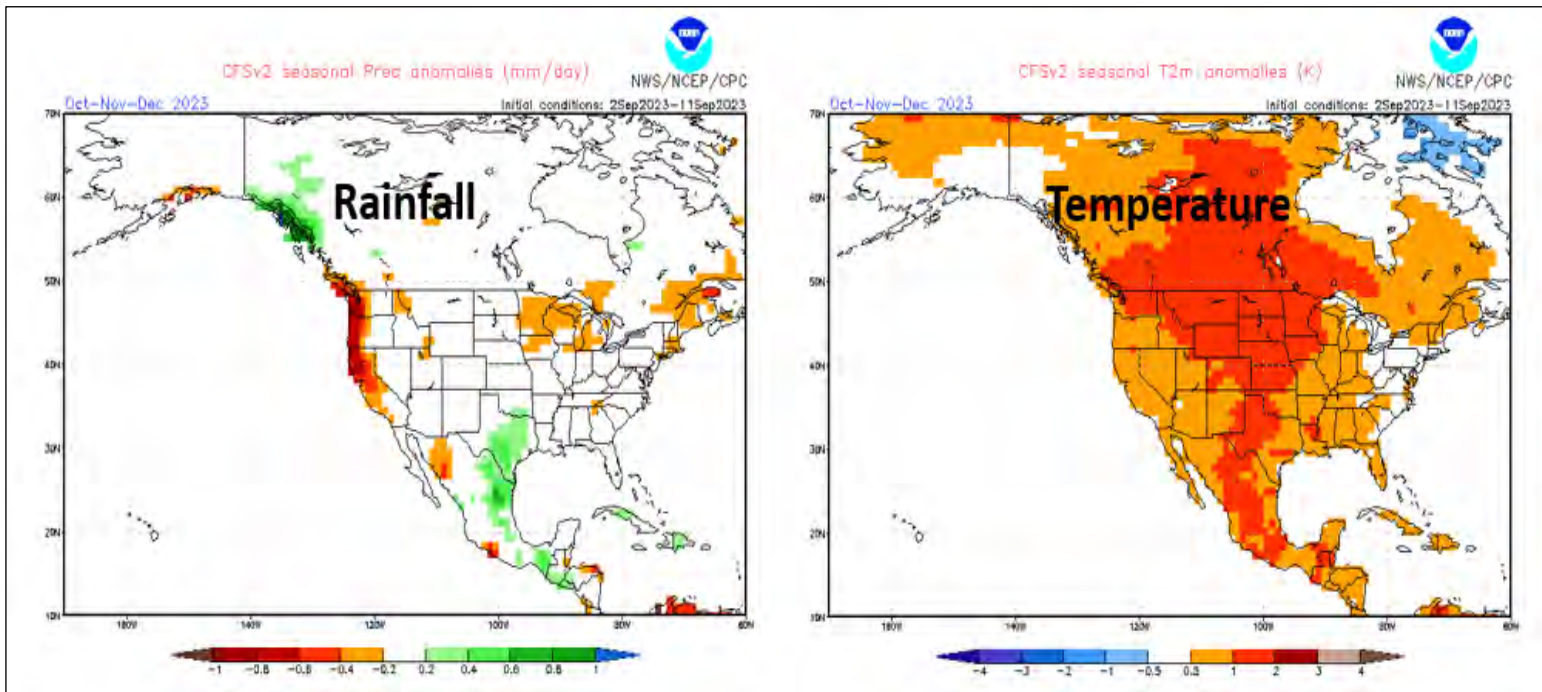 CFSv2 seasonal Prec anomalies (mm/day)
NWS/NCEP/CPC
Oct-Nov-Dec 2023
Initial conditions: 2Sep2023-11Sep2023
70N
60N
50N
40N
30N
20N
10N
180W
140W
120W
100W
80W
60W
Rainfall
-1
-0.8
-0.6
-0.4
-0.2
0.2
0.4
0.6
0.8
1
CFSv2 seasonal T2m anomalies (K)
NWS/NCEP/CPC
Oct-Nov-Dec 2023
Initial conditions: 2Sep2023-11Sep2023
70N
60N
50N
40N
30N
20N
10N
140W
120W
100W
80W
60W
Temperature
-4
-3
-2
-1
-0.5
0.5
1
2
3
4